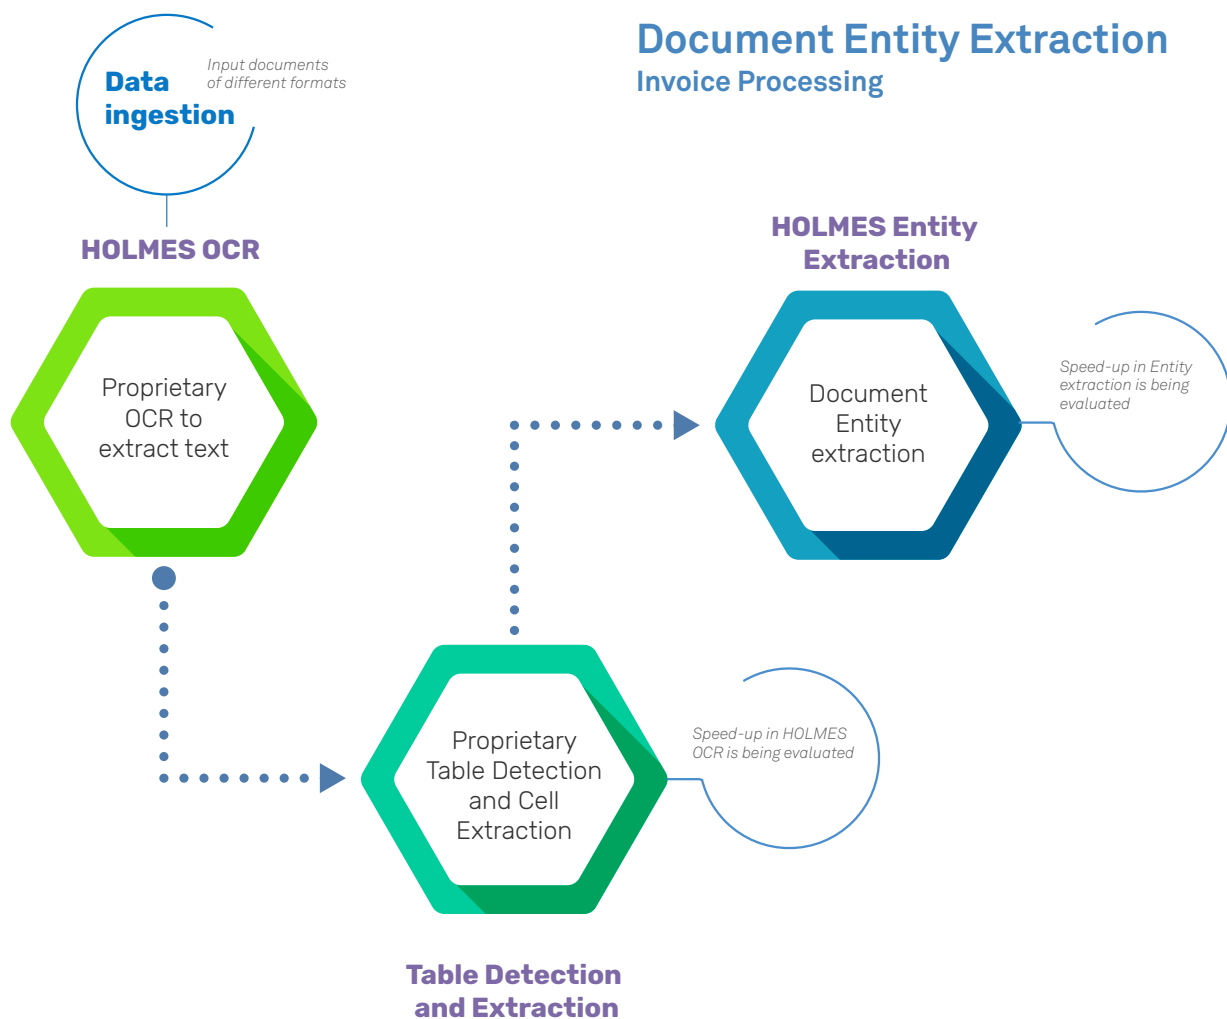 Document Entity Extraction
Invoice Processing
Data
ingestion
Input documents
of different formats
HOLMES OCR
Proprietary
OCR to
extract text
HOLMES Entity
Extraction
Document
Entity
extraction
Speed-up in Entity
extraction is being
evaluated
Proprietary
Table Detection
and Cell
Extraction
Speed-up in HOLMES
OCR is being evaluated
Table Detection
and Extraction